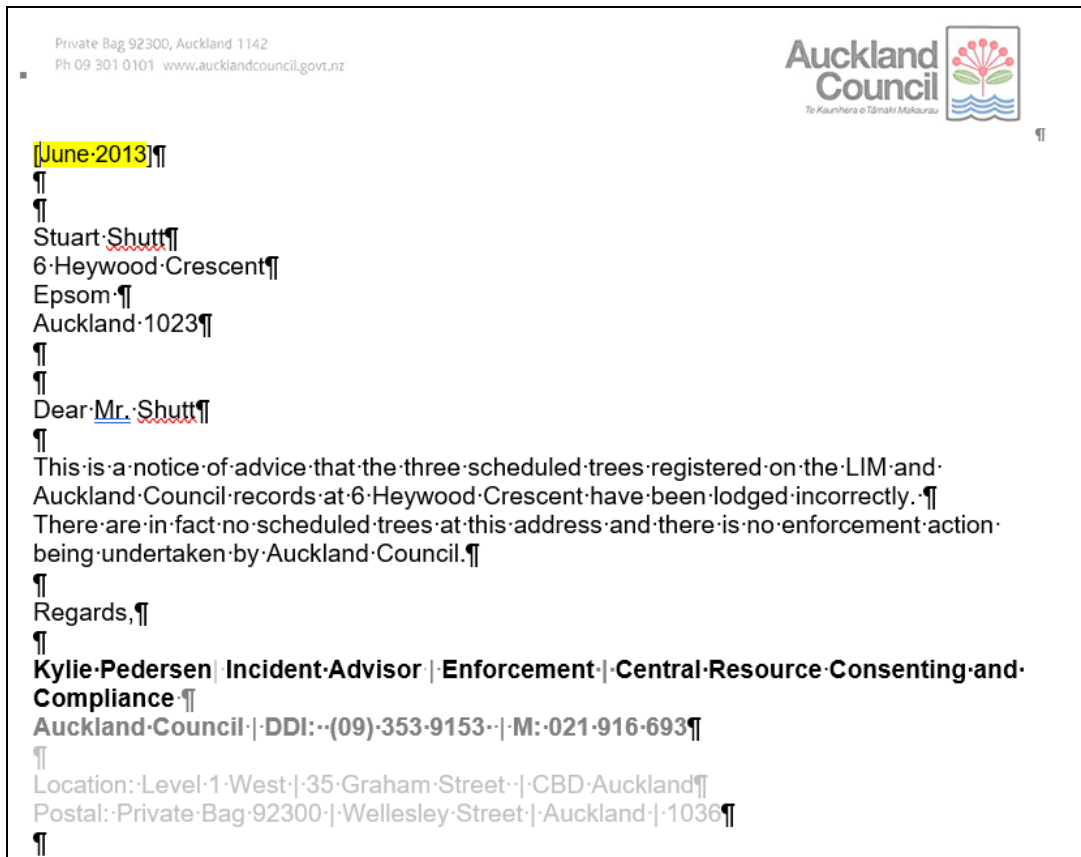 Private Bag 92300, Auckland 1142
Ph 09 301 0101 www.aucklandcouncil.govt.nz
Auckland
Council
Te Kaunihera o Tāmaki Makaurau
[June 2013]
Stuart Shutt
6 Heywood Crescent
Epsom
Auckland 1023
Dear Mr. Shutt
This is a notice of advice that the three scheduled trees registered on the LIM and
Auckland Council records at 6 Heywood Crescent have been lodged incorrectly.
There are in fact no scheduled trees at this address and there is no enforcement action
being undertaken by Auckland Council.
Regards,
Kylie Pedersen| Incident Advisor | Enforcement | Central Resource Consenting and
Compliance
Auckland Council | DDI: (09) 353 9153 | M: 021 916 693
Location: Level 1 West | 35 Graham Street | CBD Auckland
Postal: Private Bag 92300 | Wellesley Street | Auckland | 1036